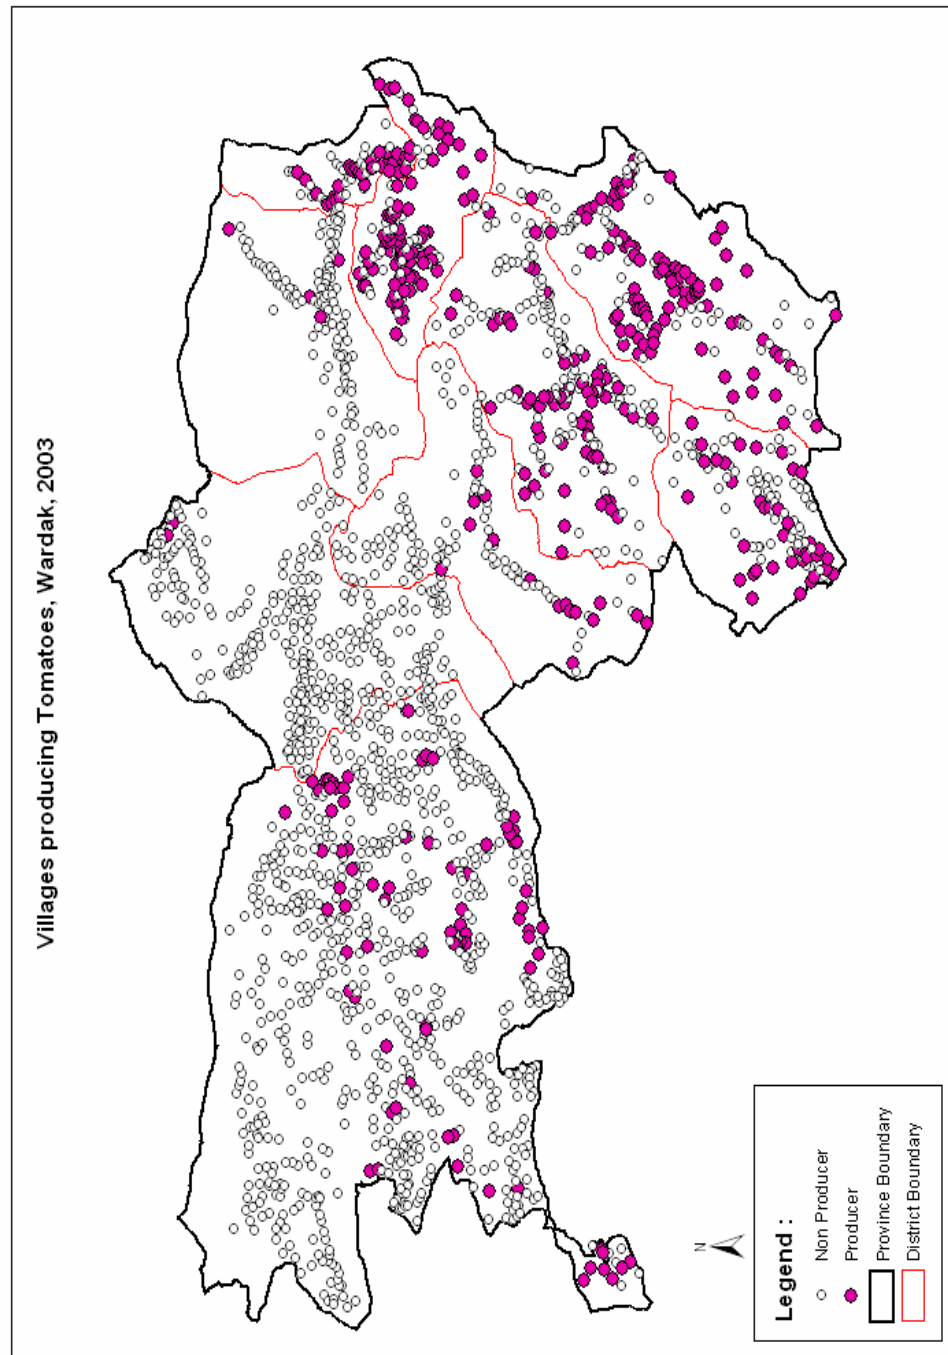 Villages producing Tomatoes, Wardak, 2003
N
Legend :
Non Producer
Producer
Province Boundary
District Boundary